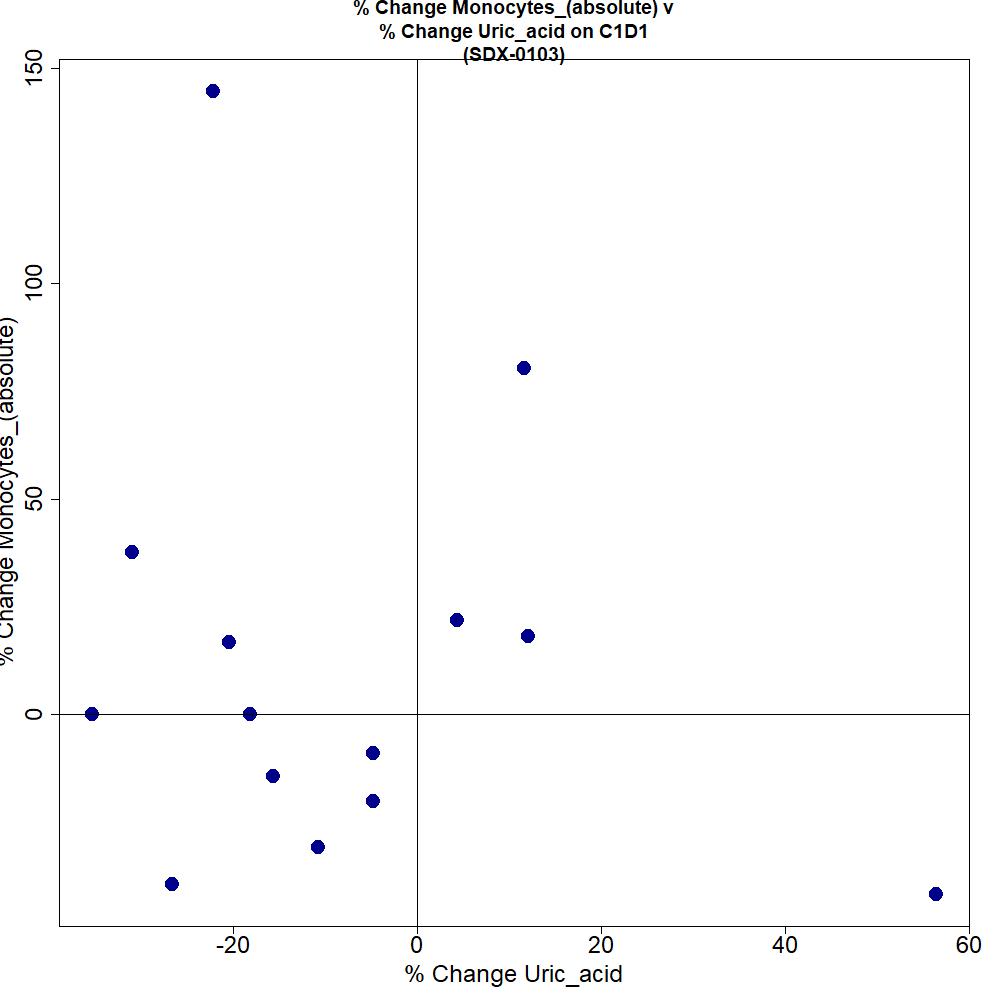 % Change Monocytes_(absolute) v
% Change Uric_acid on C1D1
(SDX-0103)
150
100
50
0
% Change Monocytes_(absolute)
-20
0
20
40
60
% Change Uric_acid